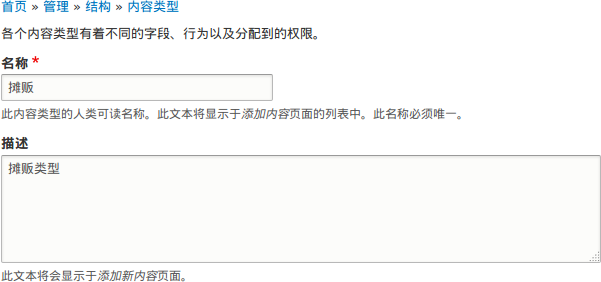 首页 » 管理 » 结构 » 内容类型
各个内容类型有着不同的字段、行为以及分配到的权限。
名称 *
摊贩
此内容类型的人类可读名称。此文本将显示于添加内容页面的列表中。此名称必须唯一。
描述
摊贩类型
此文本将会显示于添加新内容页面。